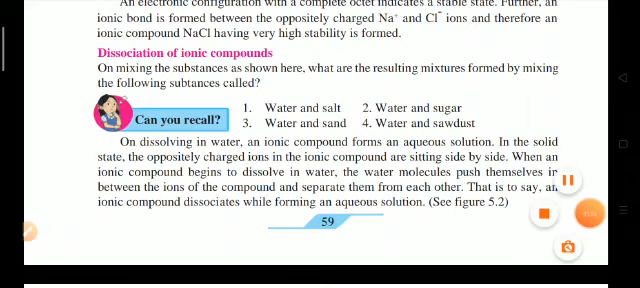 An electronic configuration with a complete octet indicates a stable state. Further, an
ionic bond is formed between the oppositely charged Na⁺ and Cl⁻ ions and therefore an
ionic compound NaCl having very high stability is formed.
Dissociation of ionic compounds
On mixing the substances as shown here, what are the resulting mixtures formed by mixing
the following subtances called?
Can you recall?
1. Water and salt 2. Water and sugar
3. Water and sand 4. Water and sawdust
On dissolving in water, an ionic compound forms an aqueous solution. In the solid
state, the oppositely charged ions in the ionic compound are sitting side by side. When an
ionic compound begins to dissolve in water, the water molecules push themselves in
between the ions of the compound and separate them from each other. That is to say, an
ionic compound dissociates while forming an aqueous solution. (See figure 5.2)
59